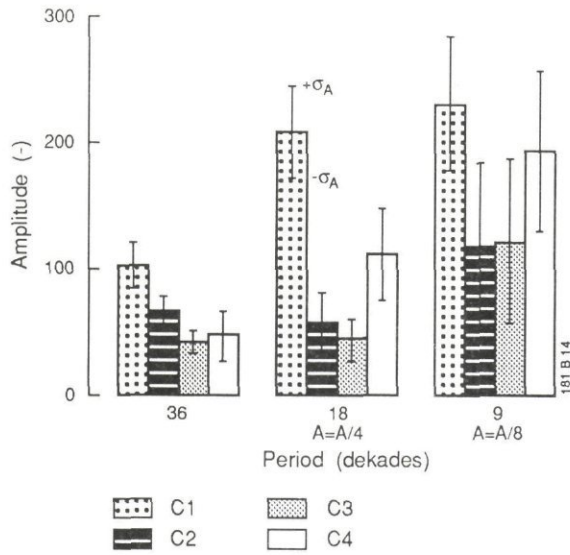 300
200
100
0
Amplitude (-)
+σA
-σA
36
18
9
A=A/4
A=A/8
Period (dekades)
181 B 14
C1
C3
C2
C4